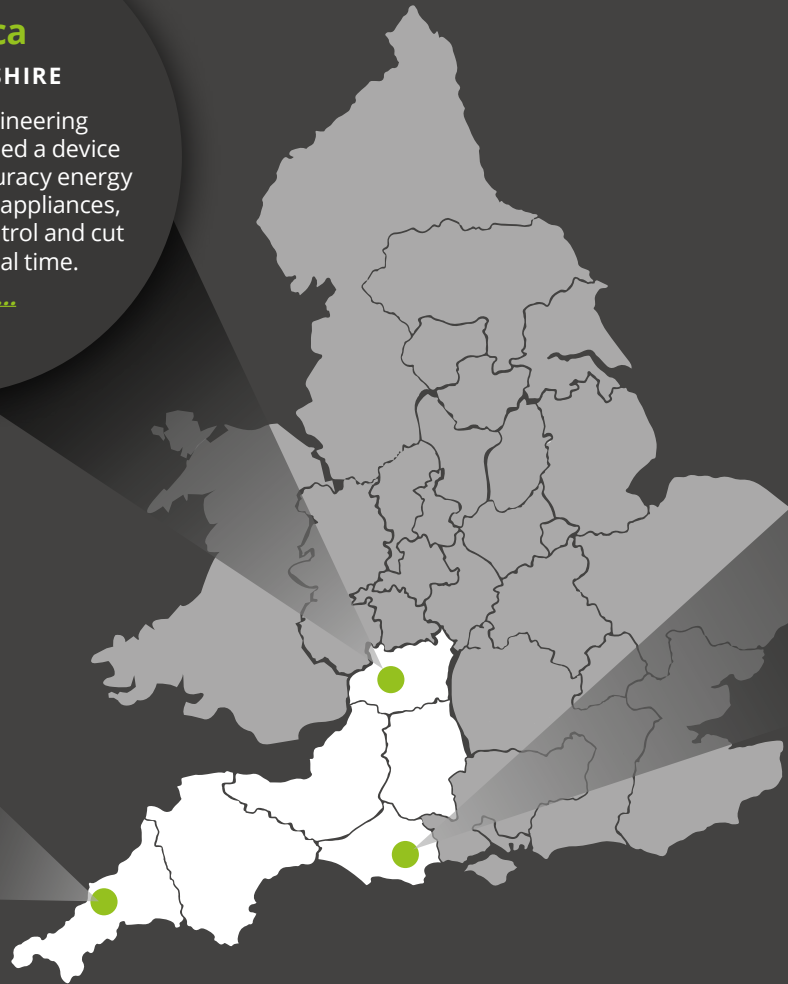 ca
SHIRE
ineering
ed a device
uracy energy
appliances,
trol and cut
al time.
...